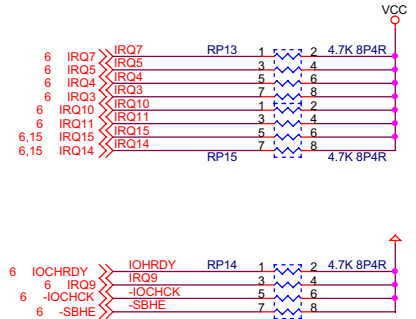 VCC
6 IRQ7 IRQ7 RP13 1 2 4.7K 8P4R
6 IRQ5 IRQ5 3 4
6 IRQ4 IRQ4 5 6
6 IRQ3 IRQ3 7 8
6 IRQ10 IRQ10 1 2
6 IRQ11 IRQ11 3 4
6,15 IRQ15 IRQ15 5 6
6,15 IRQ14 IRQ14 RP15 7 8 4.7K 8P4R
6 IOCHRDY IOHRDY RP14 1 2 4.7K 8P4R
6 IRQ9 IRQ9 3 4
6 -IOCHCK -IOCHCK 5 6
6 -SBHE -SBHE 7 8